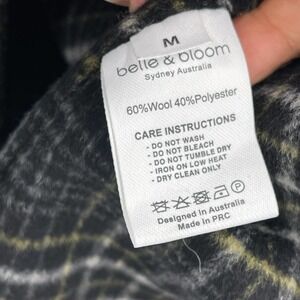 M
belle & bloom
Sydney Australia
60%Wool 40%Polyester
CARE INSTRUCTIONS
- DO NOT WASH
- DO NOT BLEACH
- DO NOT TUMBLE DRY
- IRON ON LOW HEAT
- DRY CLEAN ONLY
P
Designed in Australia
Made in PRC